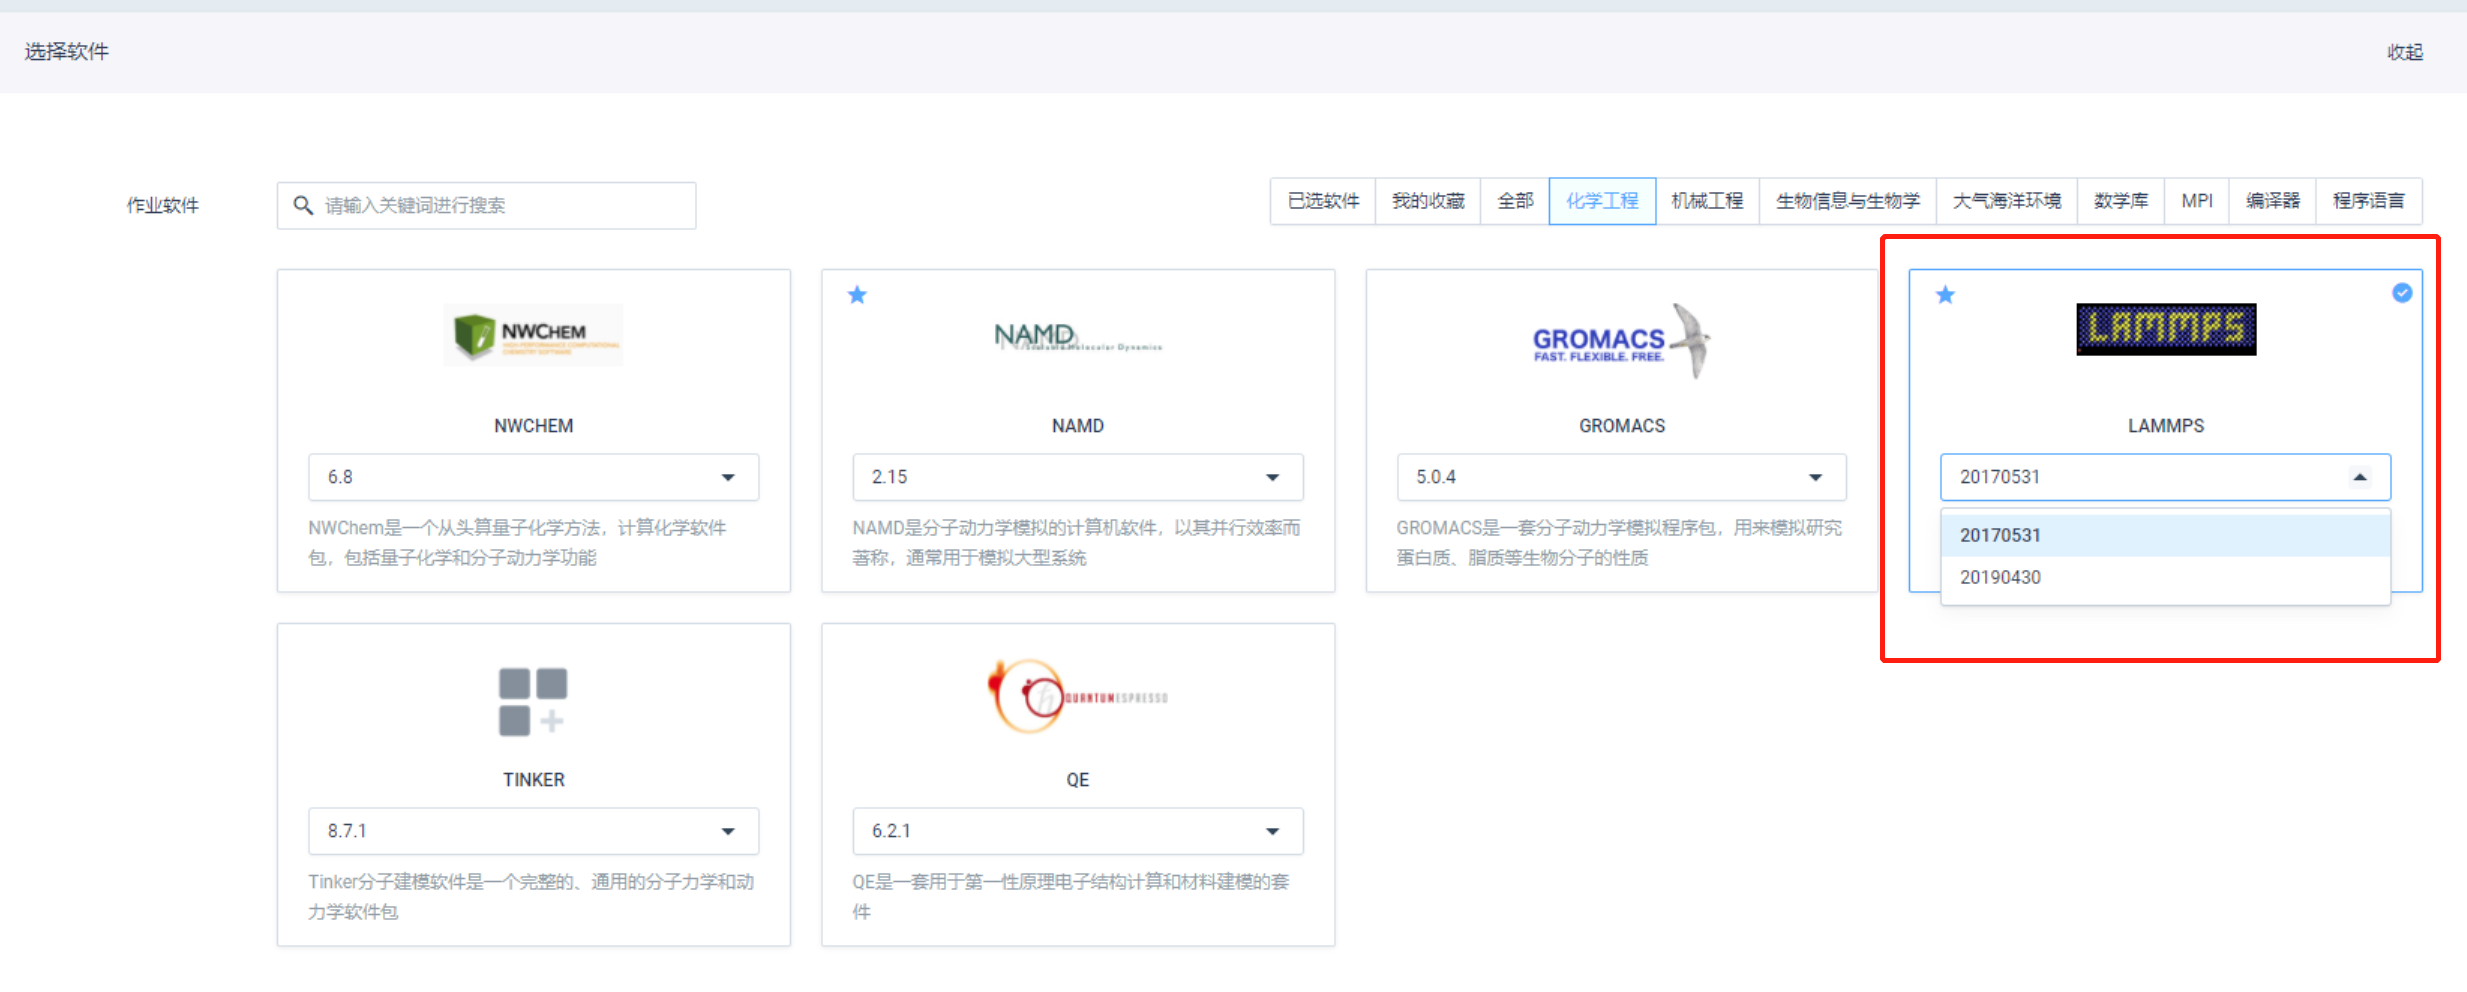 选择软件
收起
作业软件
请输入关键词进行搜索
已选软件
我的收藏
全部
化学工程
机械工程
生物信息与生物学
大气海洋环境
数学库
MPI
编译器
程序语言
NWCHEM
HIGH-PERFORMANCE COMPUTATIONAL
CHEMISTRY SOFTWARE
NWCHEM
6.8
NWChem是一个从头算量子化学方法，计算化学软件
包，包括量子化学和分子动力学功能
NAMD
Scalable Molecular Dynamics
NAMD
2.15
NAMD是分子动力学模拟的计算机软件，以其并行效率而
著称，通常用于模拟大型系统
GROMACS
FAST. FLEXIBLE. FREE.
GROMACS
5.0.4
GROMACS是一套分子动力学模拟程序包，用来模拟研究
蛋白质、脂质等生物分子的性质
LAMMPS
LAMMPS
20170531
20170531
20190430
TINKER
8.7.1
Tinker分子建模软件是一个完整的、通用的分子力学和动
力学软件包
QUANTUMESPRESSO
QE
6.2.1
QE是一套用于第一性原理电子结构计算和材料建模的套
件